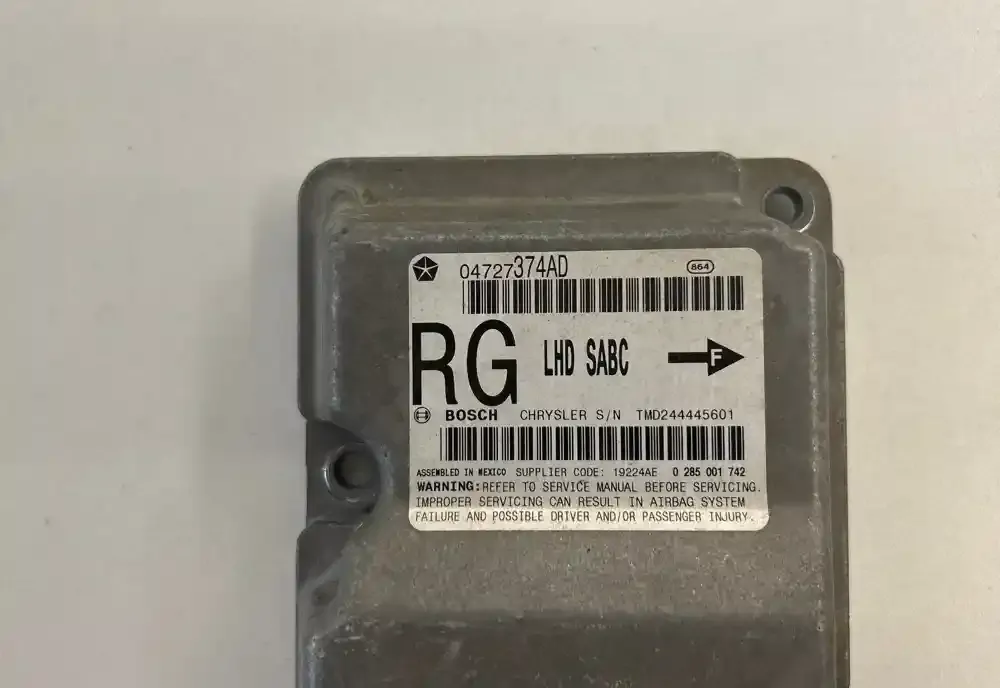 04727374AD 864
RG LHD SABC F
BOSCH CHRYSLER S/N TMD244445601
ASSEMBLED IN MEXICO SUPPLIER CODE: 19224AE 0 285 001 742
WARNING: REFER TO SERVICE MANUAL BEFORE SERVICING.
IMPROPER SERVICING CAN RESULT IN AIRBAG SYSTEM
FAILURE AND POSSIBLE DRIVER AND/OR PASSENGER INJURY.